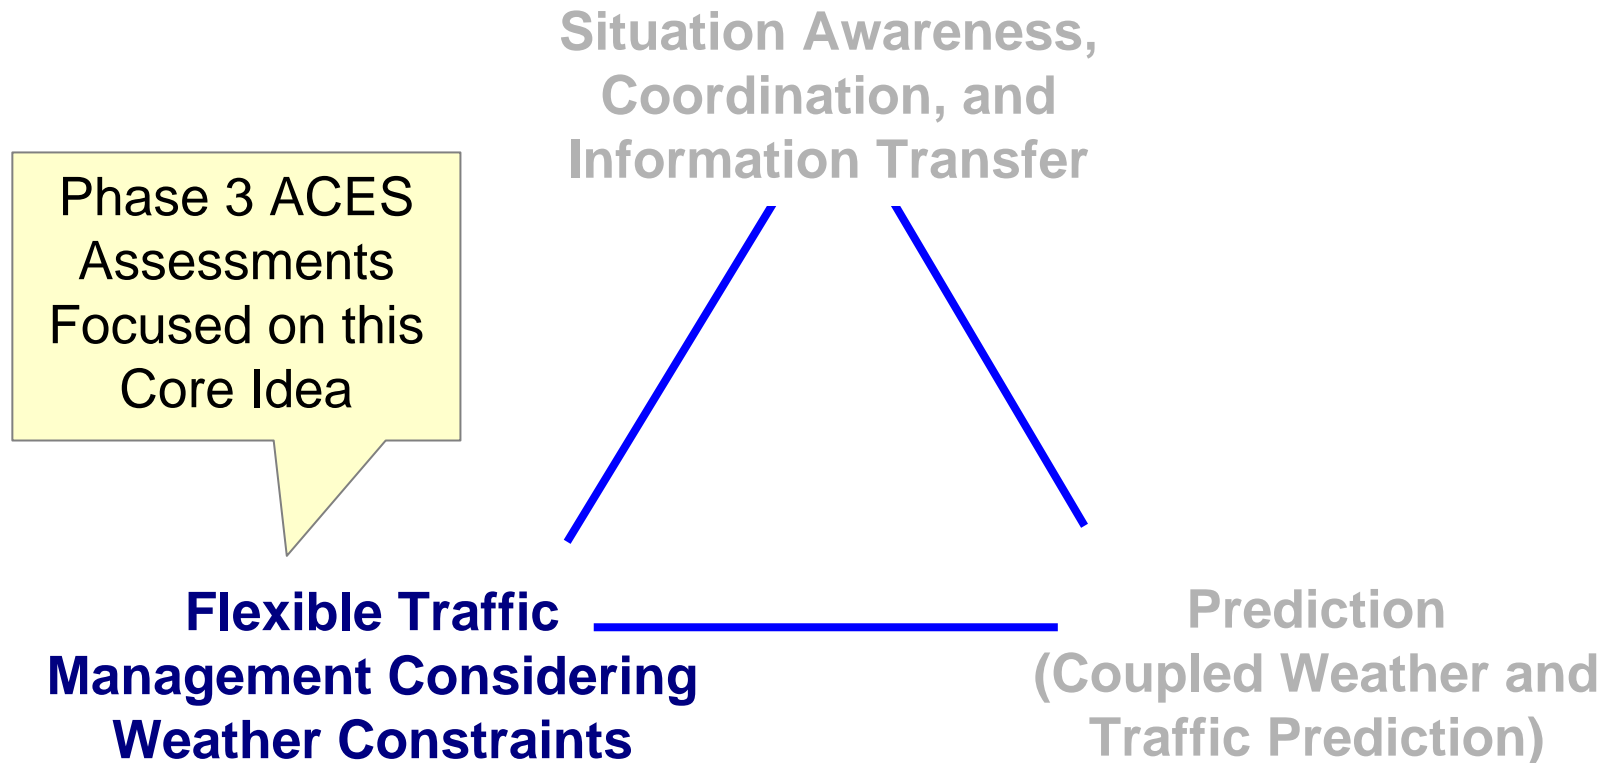 Situation Awareness,
Coordination, and
Information Transfer
Phase 3 ACES
Assessments
Focused on this
Core Idea
Flexible Traffic
Management Considering
Weather Constraints
Prediction
(Coupled Weather and
Traffic Prediction)